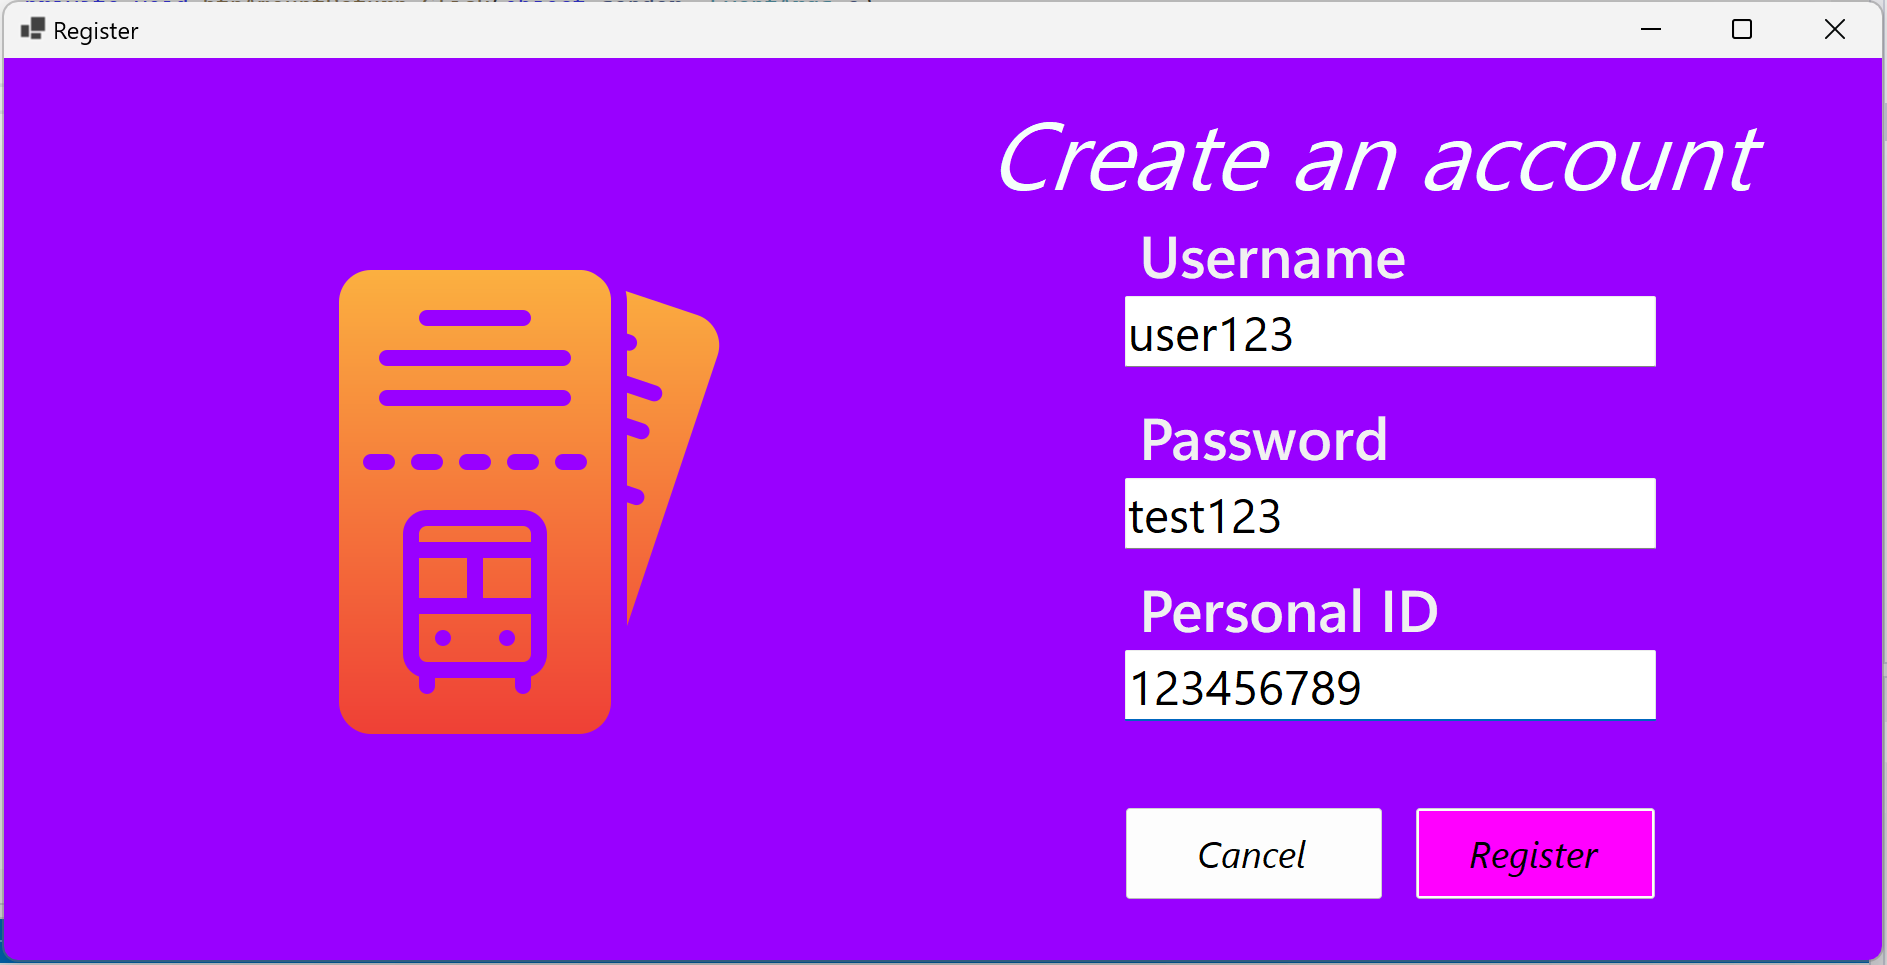 Register
Create an account
Username
user123
Password
test123
Personal ID
123456789
Cancel
Register